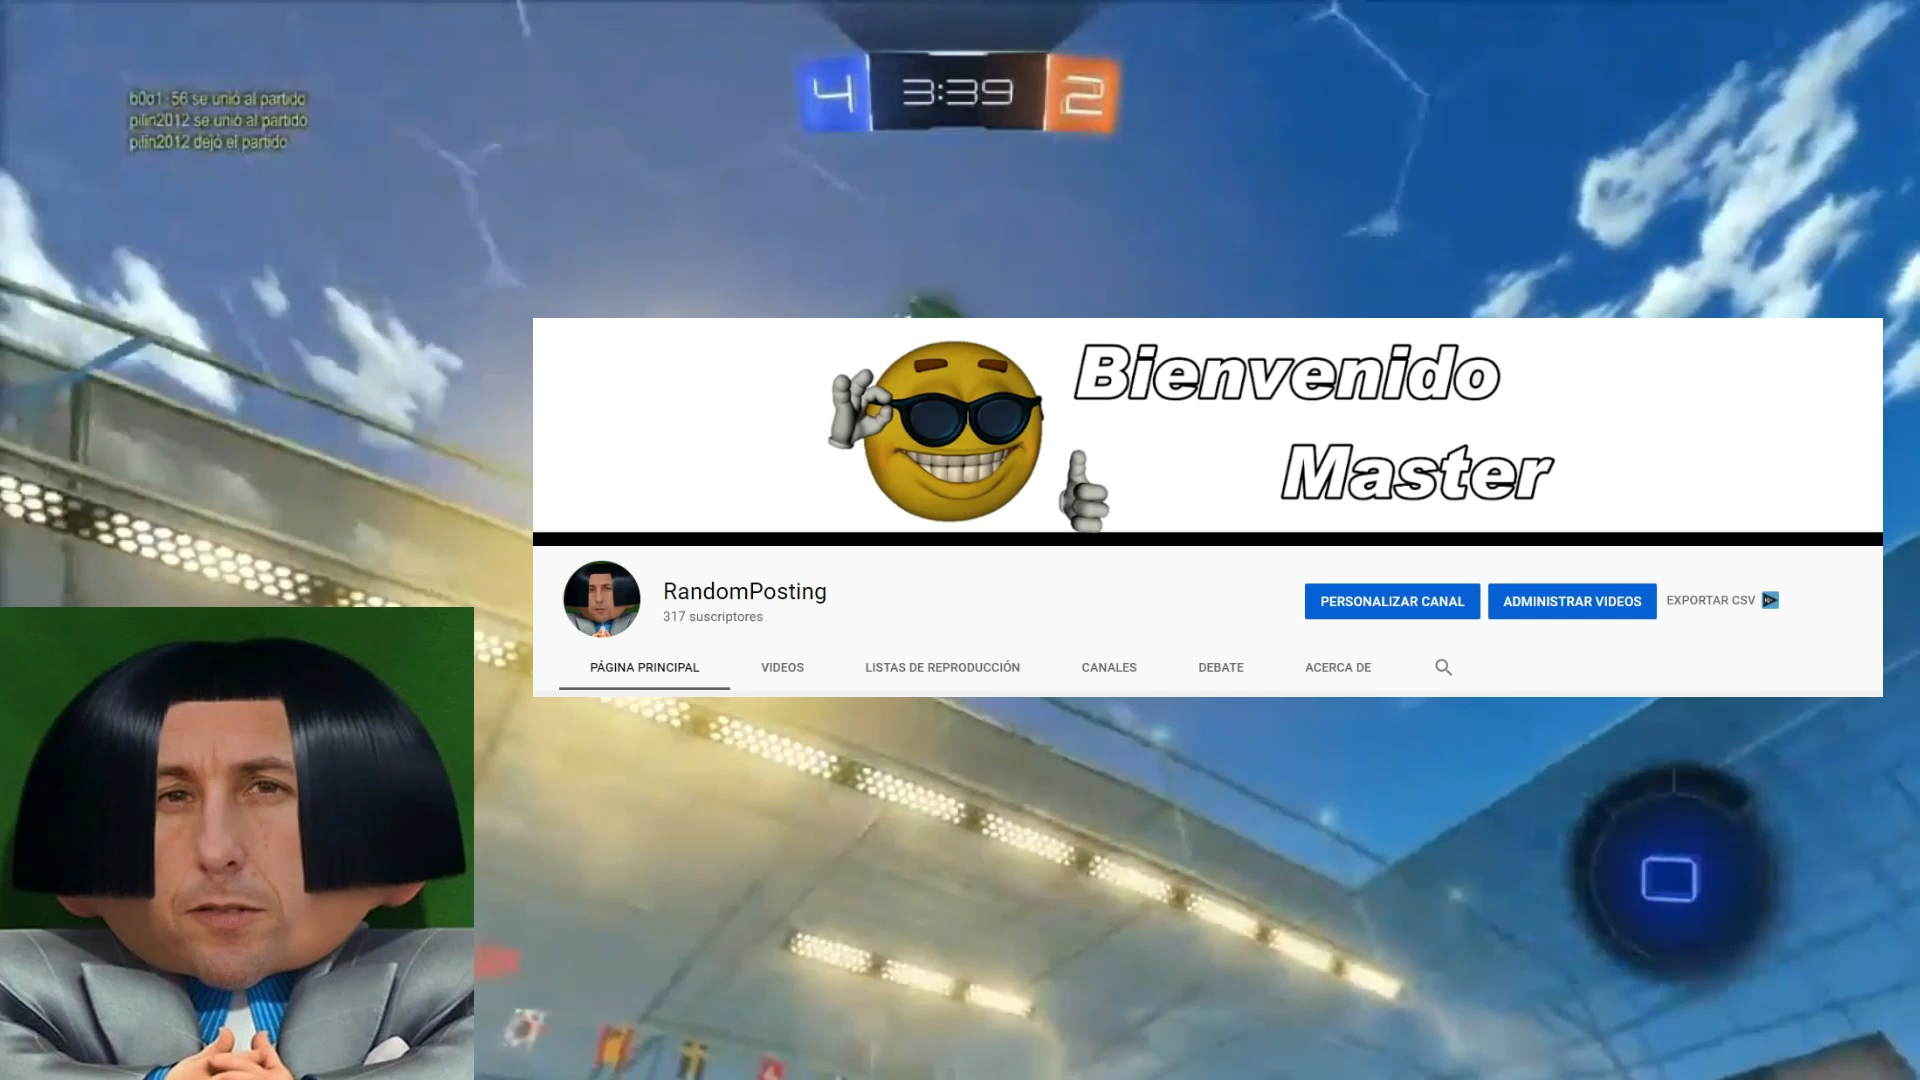 4 3:39 2
b0d1:56 se unió al partido
pilin2012 se unió al partido
pilin2012 dejó el partido
Bienvenido
Master
RandomPosting
317 suscriptores
PERSONALIZAR CANAL ADMINISTRAR VIDEOS EXPORTAR CSV
PÁGINA PRINCIPAL VIDEOS LISTAS DE REPRODUCCIÓN CANALES DEBATE ACERCA DE